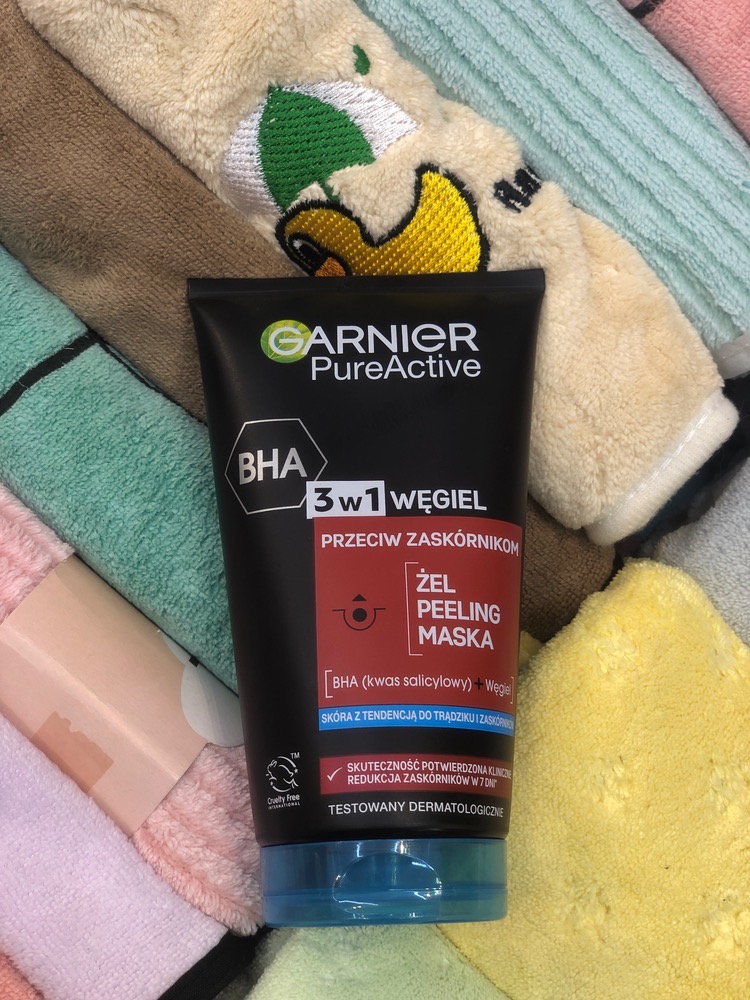 GARNIER
PureActive
BHA
3 w 1 WĘGIEL
PRZECIW ZASKÓRNIKOM
ŻEL
PEELING
MASKA
[BHA (kwas salicylowy) + Węgiel]
SKÓRA Z TENDENCJĄ DO TRĄDZIKU I ZASKÓRNIKÓW
✓ SKUTECZNOŚĆ POTWIERDZONA KLINICZNIE
REDUKCJA ZASKÓRNIKÓW W 7 DNI*
TM
Cruelty Free
INTERNATIONAL
TESTOWANY DERMATOLOGICZNIE